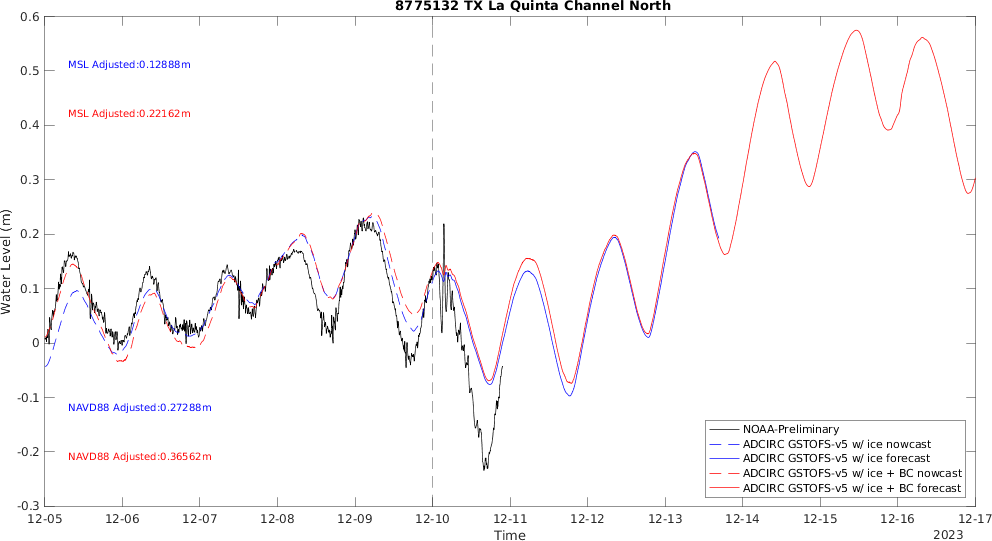 8775132 TX La Quinta Channel North
Water Level (m)
0.6
0.5
0.4
0.3
0.2
0.1
0
-0.1
-0.2
-0.3
MSL Adjusted:0.12888m
MSL Adjusted:0.22162m
NAVD88 Adjusted:0.27288m
NAVD88 Adjusted:0.36562m
NOAA-Preliminary
ADCIRC GSTOFS-v5 w/ ice nowcast
ADCIRC GSTOFS-v5 w/ ice forecast
ADCIRC GSTOFS-v5 w/ ice + BC nowcast
ADCIRC GSTOFS-v5 w/ ice + BC forecast
12-05 12-06 12-07 12-08 12-09 12-10 12-11 12-12 12-13 12-14 12-15 12-16 12-17
Time
2023